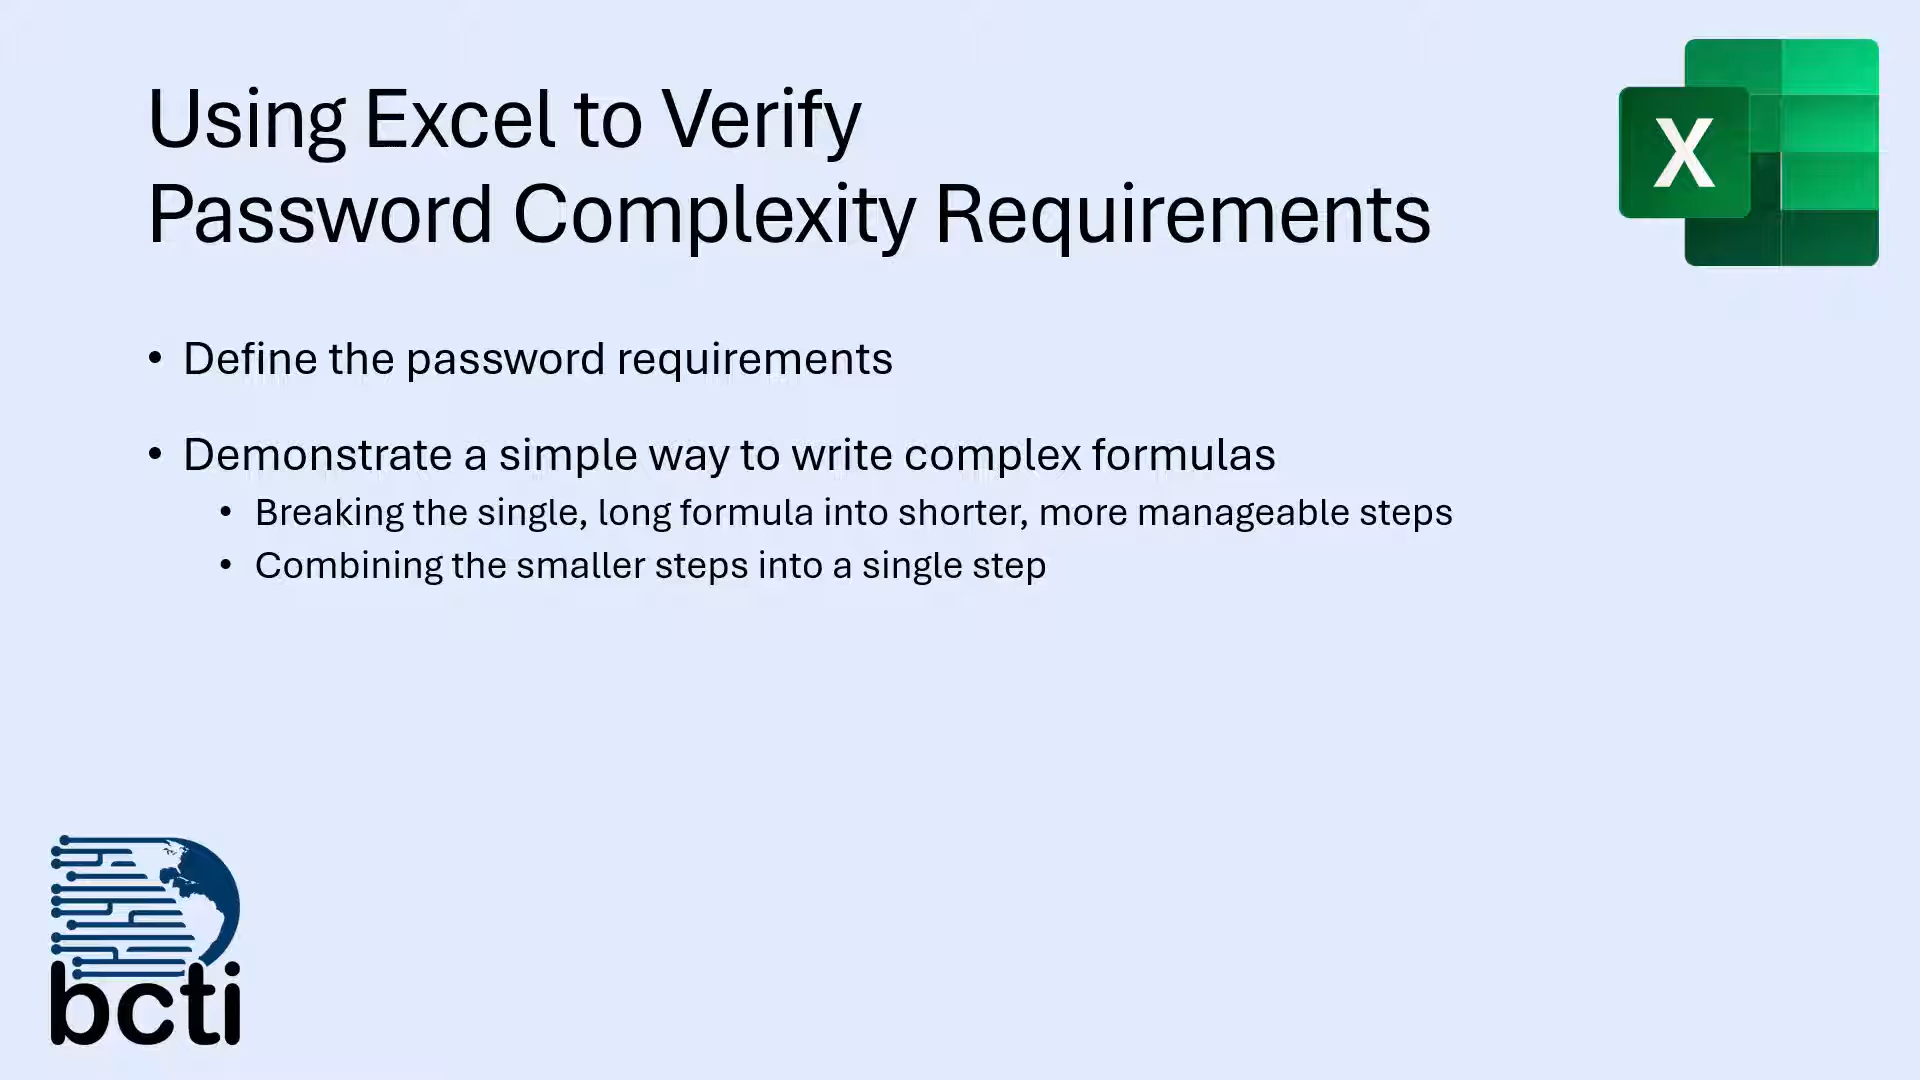 Using Excel to Verify
Password Complexity Requirements
X
• Define the password requirements
• Demonstrate a simple way to write complex formulas
• Breaking the single, long formula into shorter, more manageable steps
• Combining the smaller steps into a single step
bcti